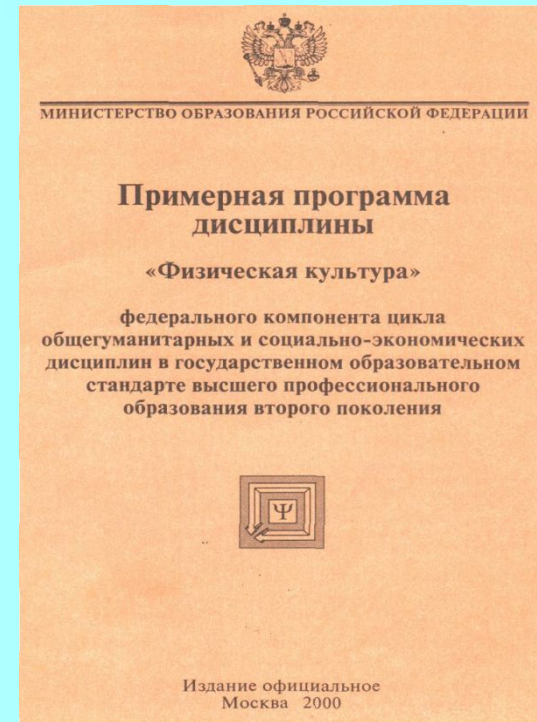 МИНИСТЕРСТВО ОБРАЗОВАНИЯ РОССИЙСКОЙ ФЕДЕРАЦИИ
Примерная программа
дисциплины
«Физическая культура»
федерального компонента цикла
общегуманитарных и социально-экономических
дисциплин в государственном образовательном
стандарте высшего профессионального
образования второго поколения
Ψ
Издание официальное
Москва 2000